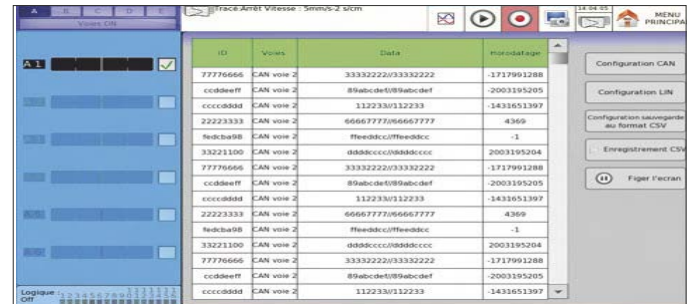 A B C D E
Voies ON
Tracé Arrêt Vitesse : 5mm/s-2 s/cm
14:04:05
MENU
PRINCIPA
ID Voies Data Horodatage
77776666 CAN voie 2 33332222//33332222 -1717991288
ccddeeff CAN voie 2 89abcdef//89abcdef -2003195205
ccccdddd CAN voie 2 112233//112233 -1431651397
22223333 CAN voie 2 66667777//66667777 4369
fedcba98 CAN voie 2 ffeeddcc//ffeeddcc -1
33221100 CAN voie 2 ddddcccc//ddddcccc 2003195204
77776666 CAN voie 2 33332222//33332222 -1717991288
ccddeeff CAN voie 2 89abcdef//89abcdef -2003195205
ccccdddd CAN voie 2 112233//112233 -1431651397
22223333 CAN voie 2 66667777//66667777 4369
fedcba98 CAN voie 2 ffeeddcc//ffeeddcc -1
33221100 CAN voie 2 ddddcccc//ddddcccc 2003195204
77776666 CAN voie 2 33332222//33332222 -1717991288
ccddeeff CAN voie 2 89abcdef//89abcdef -2003195205
ccccdddd CAN voie 2 112233//112233 -1431651397
A1
Logique :
Off
Configuration CAN
Configuration LIN
Configuration sauvegarde
au format CSV
Enregistrement CSV
Figer l'ecran